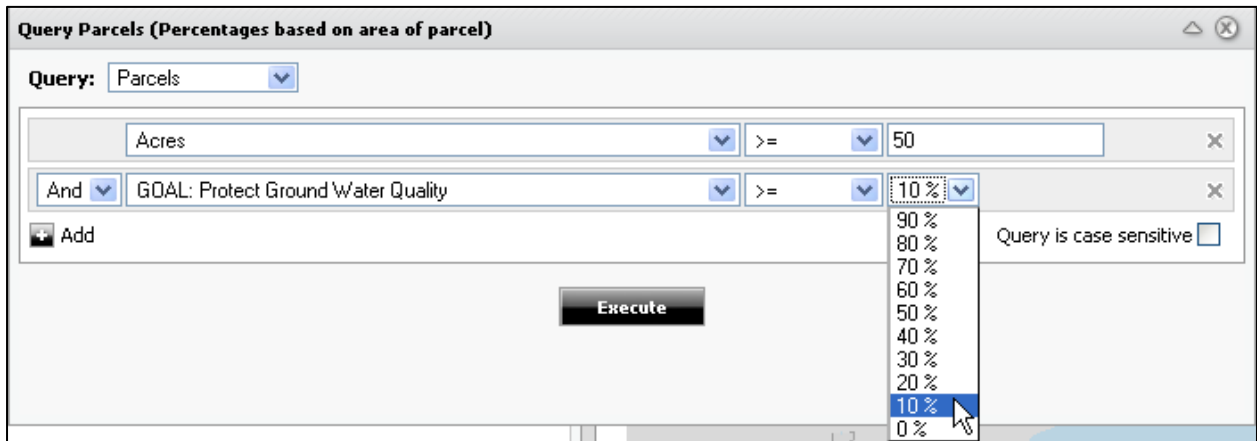 Query Parcels (Percentages based on area of parcel)
Query: Parcels
Acres >= 50
And GOAL: Protect Ground Water Quality >= 10 %
Add Query is case sensitive
90 %
80 %
70 %
60 %
50 %
40 %
30 %
20 %
10 %
0 %
Execute